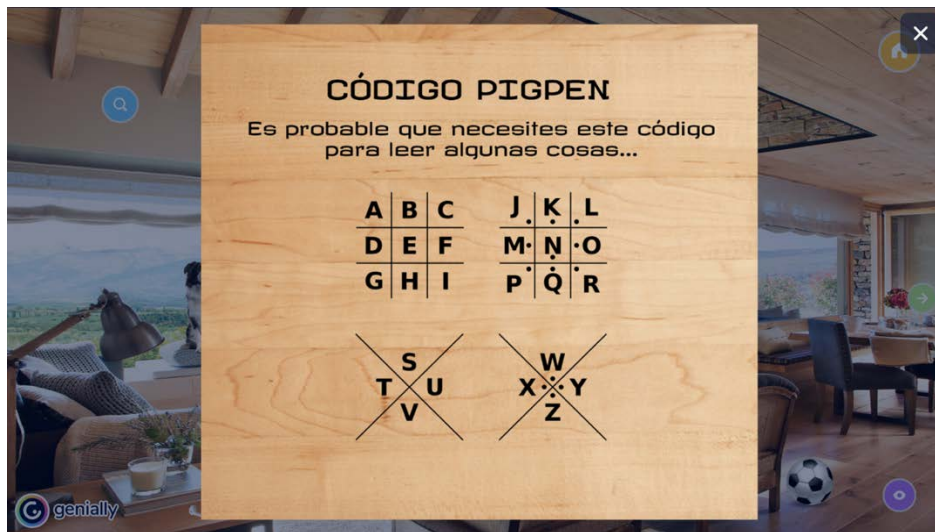 CÓDIGO PIGPEN
Es probable que necesites este código
para leer algunas cosas...
A B C J K L
D E F M N O
G H I P Q R
S W
T U X Y
V Z
genially